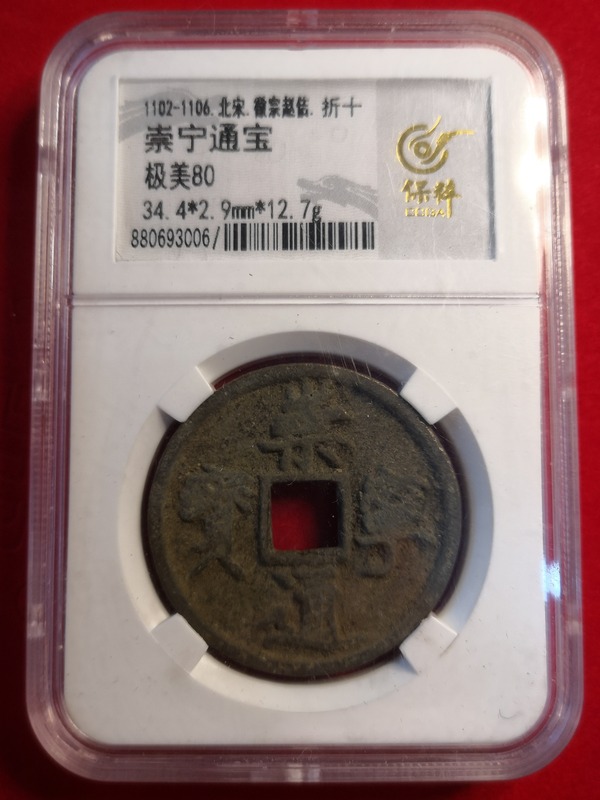 1102-1106. 北宋. 徽宗赵佶. 折十
崇宁通宝
极美80
34.4*2.9mm*12.7g
880693006/
保粹
崇
寶 寧
通